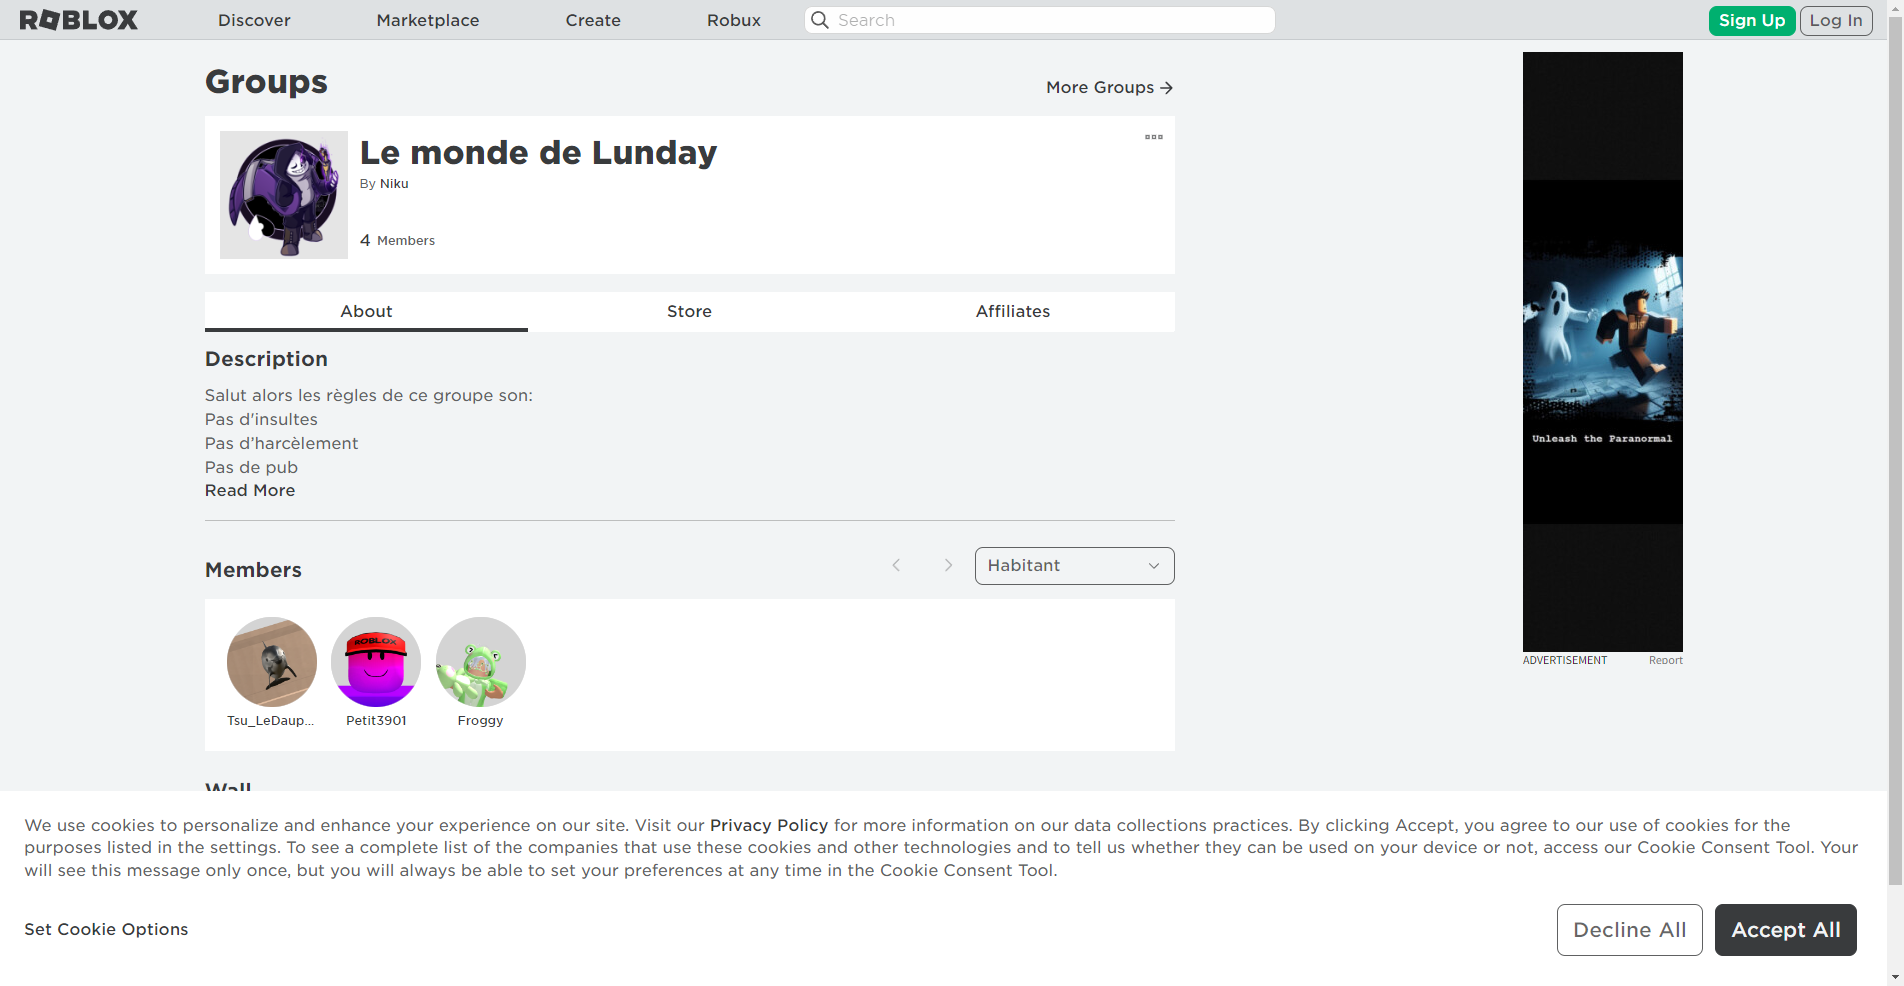 ROBLOX
Discover
Marketplace
Create
Robux
Search
Sign Up
Log In
Groups
More Groups
Le monde de Lunday
By Niku
4 Members
About
Store
Affiliates
Description
Salut alors les règles de ce groupe son:
Pas d'insultes
Pas d’harcèlement
Pas de pub
Read More
Members
Habitant
ROBLOX
Tsu_LeDaup...
Petit3901
Froggy
Wall
Unleash the Paranormal
ADVERTISEMENT
Report
We use cookies to personalize and enhance your experience on our site. Visit our Privacy Policy for more information on our data collections practices. By clicking Accept, you agree to our use of cookies for the
purposes listed in the settings. To see a complete list of the companies that use these cookies and other technologies and to tell us whether they can be used on your device or not, access our Cookie Consent Tool. Your
will see this message only once, but you will always be able to set your preferences at any time in the Cookie Consent Tool.
Set Cookie Options
Decline All
Accept All